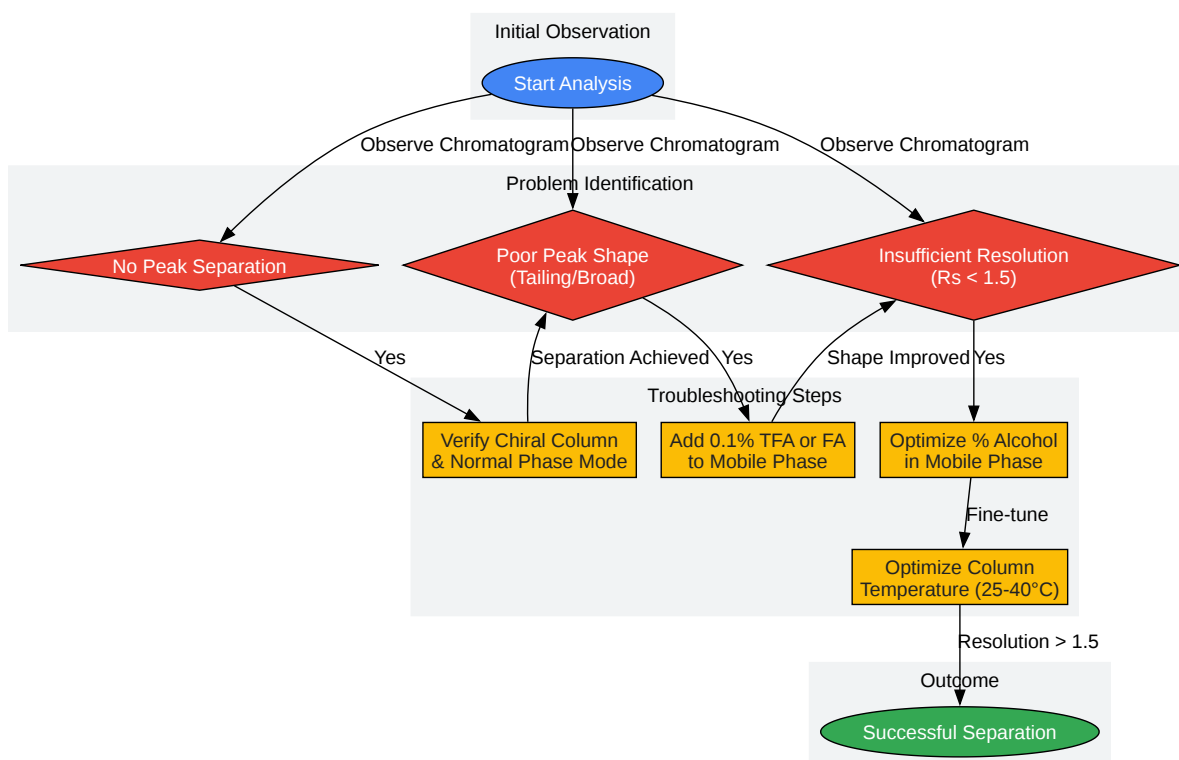 Initial Observation
Start Analysis
Observe Chromatogram
Observe Chromatogram
Observe Chromatogram
Problem Identification
No Peak Separation
Poor Peak Shape
(Tailing/Broad)
Insufficient Resolution
(Rs < 1.5)
Yes
Separation Achieved
Yes
Shape Improved
Yes
Troubleshooting Steps
Verify Chiral Column
& Normal Phase Mode
Add 0.1% TFA or FA
to Mobile Phase
Optimize % Alcohol
in Mobile Phase
Fine-tune
Optimize Column
Temperature (25-40°C)
Resolution > 1.5
Outcome
Successful Separation